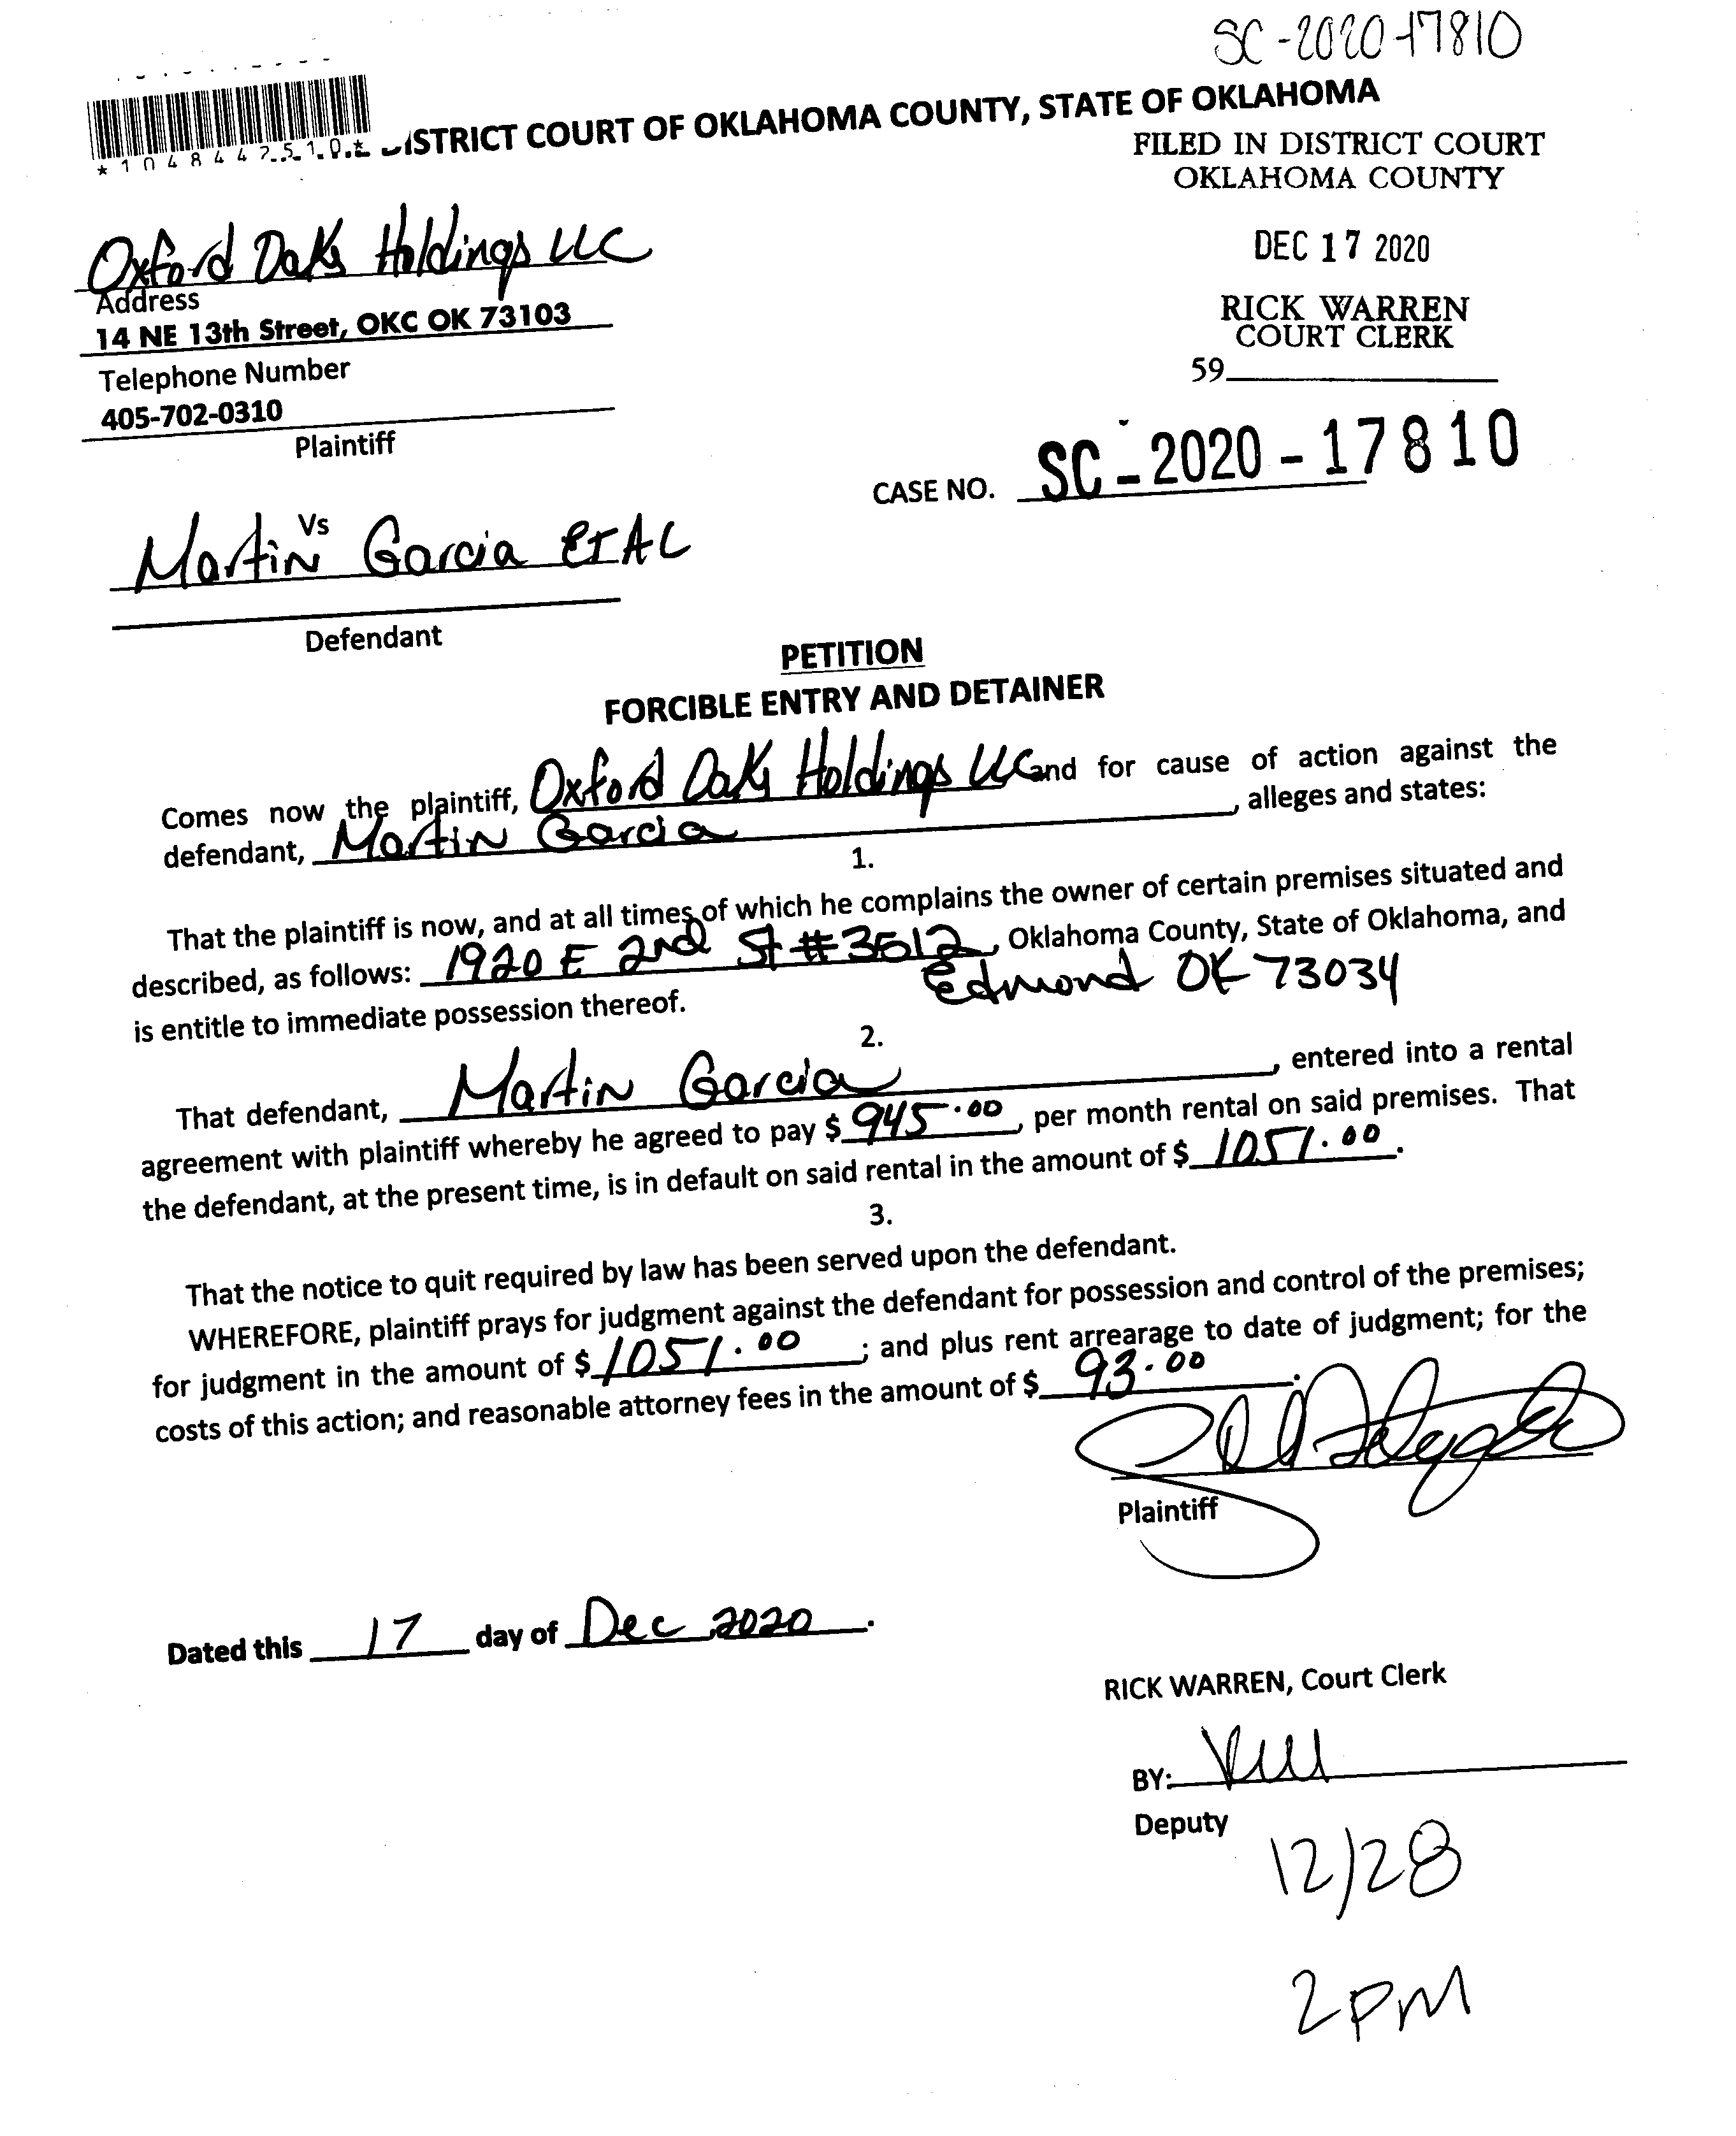 SC-2020-17810
ISTRICT COURT OF OKLAHOMA COUNTY, STATE OF OKLAHOMA
*1048447510*
FILED IN DISTRICT COURT
OKLAHOMA COUNTY
DEC 17 2020
RICK WARREN
COURT CLERK
59
Oxford Oaks Holdings LLC
Address
14 NE 13th Street, OKC OK 73103
Telephone Number
405-702-0310
Plaintiff
CASE NO. SC-2020-17810
Vs
Martin Garcia ETAL
Defendant
PETITION
FORCIBLE ENTRY AND DETAINER
Comes now the plaintiff, Oxford Oaks Holdings LLC and for cause of action against the
defendant, Martin Garcia, alleges and states:
1.
That the plaintiff is now, and at all times of which he complains the owner of certain premises situated and
described, as follows: 1920 E 2nd St #3612, Oklahoma County, State of Oklahoma, and
Edmond OK 73034
is entitle to immediate possession thereof.
2.
That defendant, Martin Garcia, entered into a rental
agreement with plaintiff whereby he agreed to pay $ 945.00, per month rental on said premises. That
the defendant, at the present time, is in default on said rental in the amount of $ 1051.00.
3.
That the notice to quit required by law has been served upon the defendant.
WHEREFORE, plaintiff prays for judgment against the defendant for possession and control of the premises;
for judgment in the amount of $ 1051.00; and plus rent arrearage to date of judgment; for the
costs of this action; and reasonable attorney fees in the amount of $ 93.00.
Plaintiff
Dated this 17 day of Dec 2020.
RICK WARREN, Court Clerk
BY:
Deputy
12/28
2PM